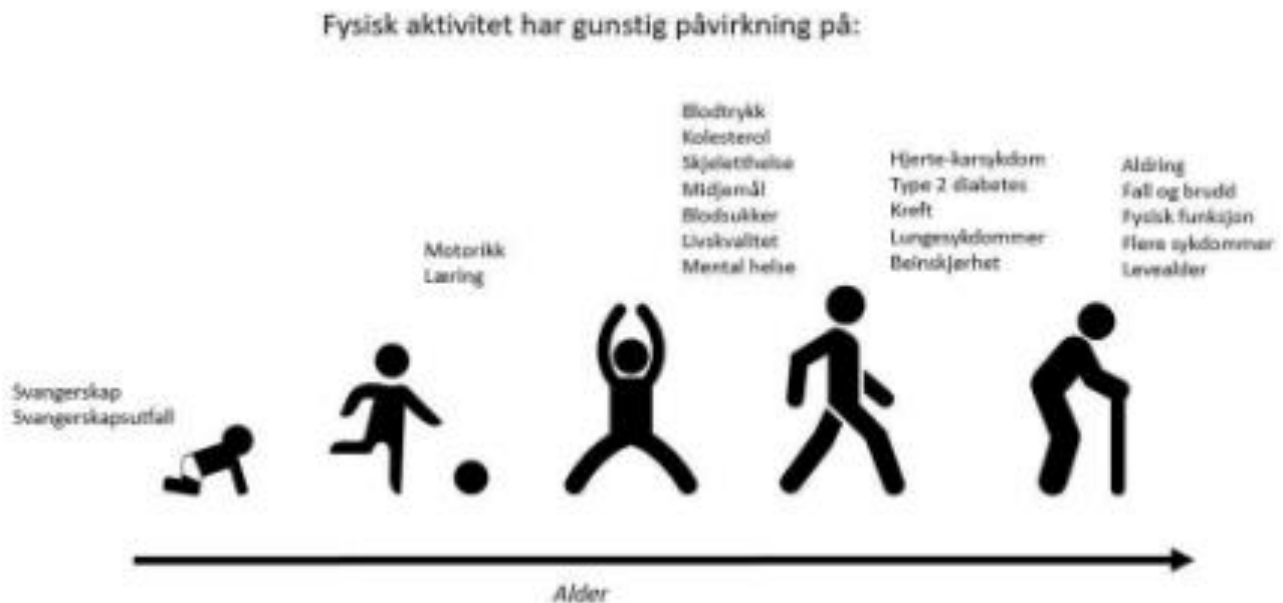 Fysisk aktivitet har gunstig påvirkning på:
Svangerskap
Svangerskapsutfall
Motorikk
Læring
Blodtrykk
Kolesterol
Skjeletthelse
Midjemål
Blodsukker
Livskvalitet
Mental helse
Hjerte-karsykdom
Type 2 diabetes
Kreft
Lungesykdommer
Beinskjørhet
Aldring
Fall og brudd
Fysisk funksjon
Flere sykdommer
Levealder
Alder